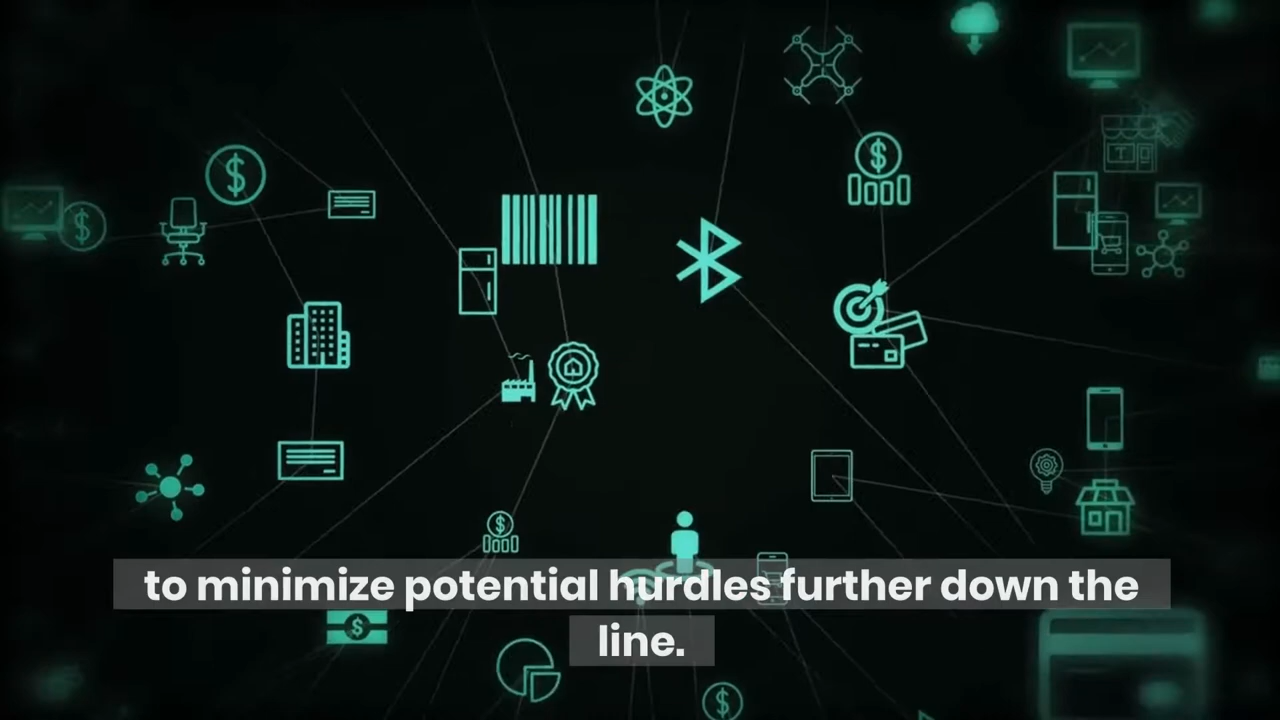 to minimize potential hurdles further down the
line.